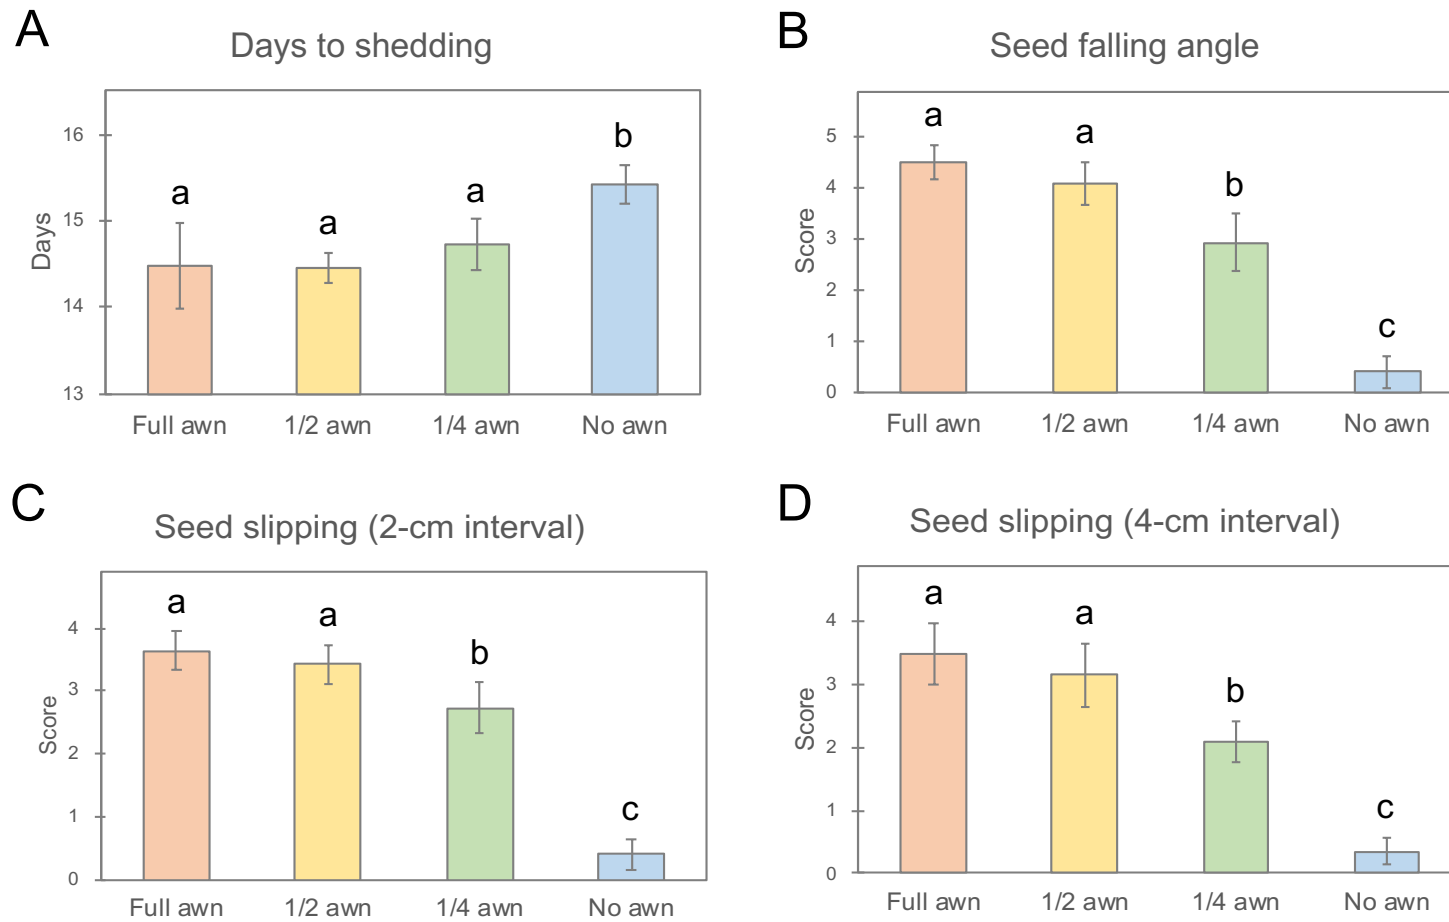 A
Days to shedding
Days
16
15
14
13
a
a
a
b
Full awn
1/2 awn
1/4 awn
No awn
B
Seed falling angle
Score
5
4
3
2
1
0
a
a
b
c
Full awn
1/2 awn
1/4 awn
No awn
C
Seed slipping (2-cm interval)
Score
4
3
2
1
0
a
a
b
c
Full awn
1/2 awn
1/4 awn
No awn
D
Seed slipping (4-cm interval)
Score
4
3
2
1
0
a
a
b
c
Full awn
1/2 awn
1/4 awn
No awn